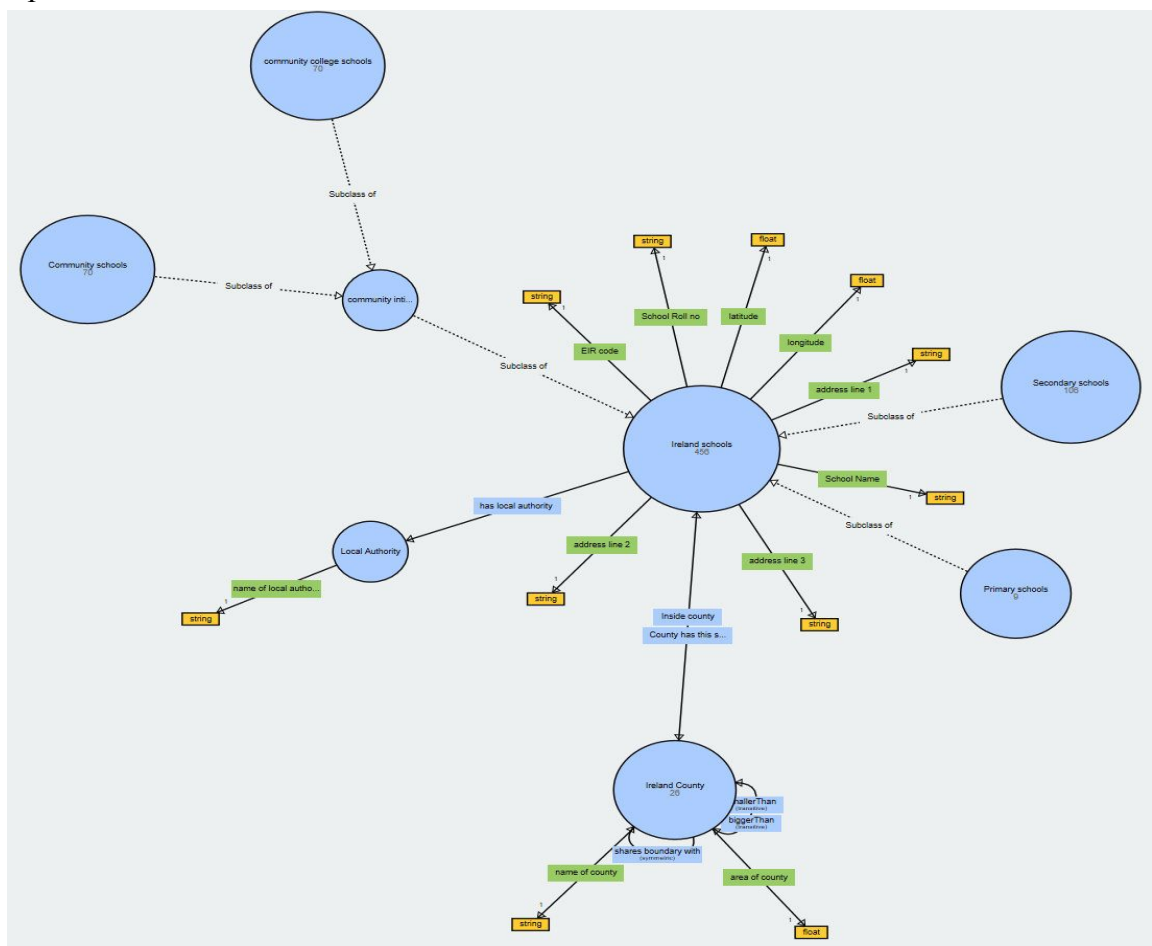 community college schools
70
Subclass of
Community schools
70
Subclass of
community inti...
Subclass of
string
School Roll no
float
latitude
float
longitude
string
EIR code
string
address line 1
Secondary schools
106
Subclass of
Ireland schools
456
School Name
string
Subclass of
Primary schools
9
has local authority
Local Authority
name of local autho...
string
address line 2
string
address line 3
string
Inside county
County has this s...
Ireland County
26
(transitive)
biggerThan
(transitive)
shares boundary with
(symmetric)
name of county
string
area of county
float